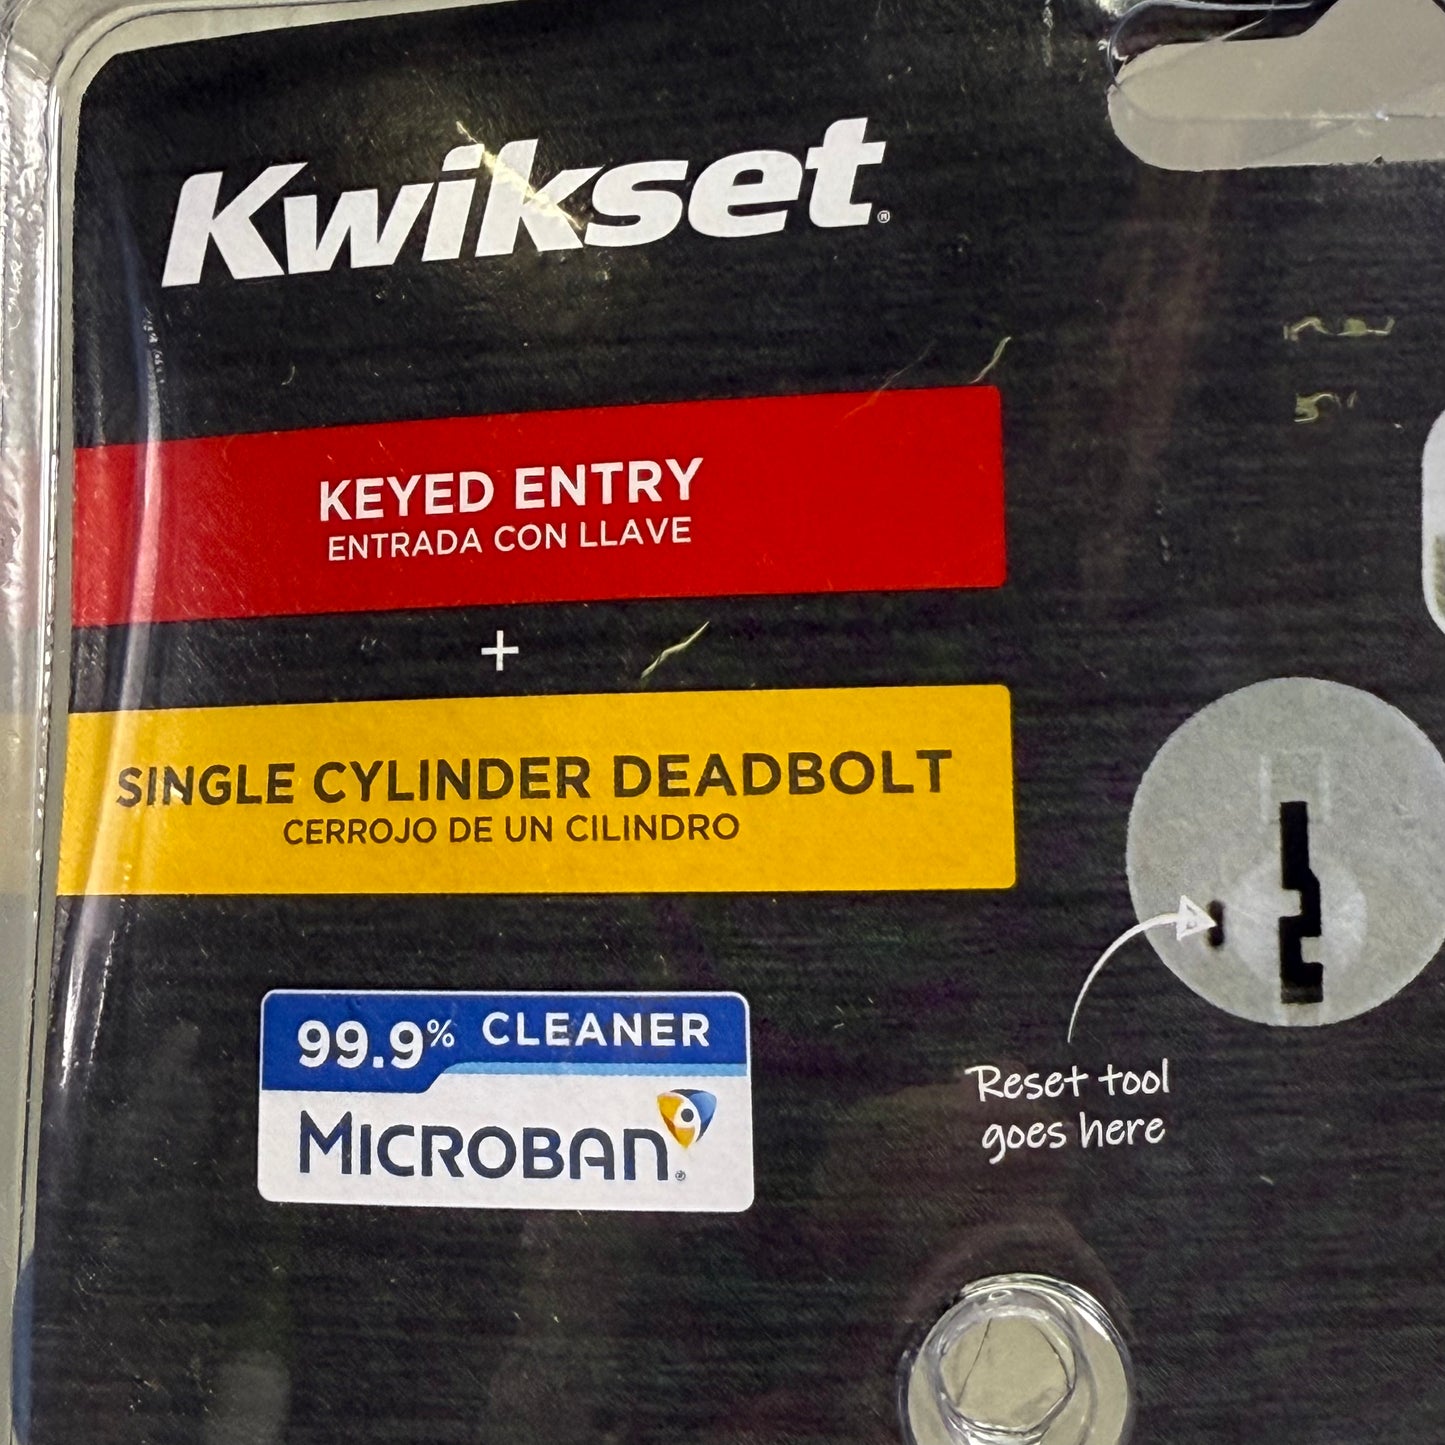 Kwikset®
KEYED ENTRY
ENTRADA CON LLAVE
+
SINGLE CYLINDER DEADBOLT
CERROJO DE UN CILINDRO
99.9% CLEANER
MICROBAN®
Reset tool
goes here